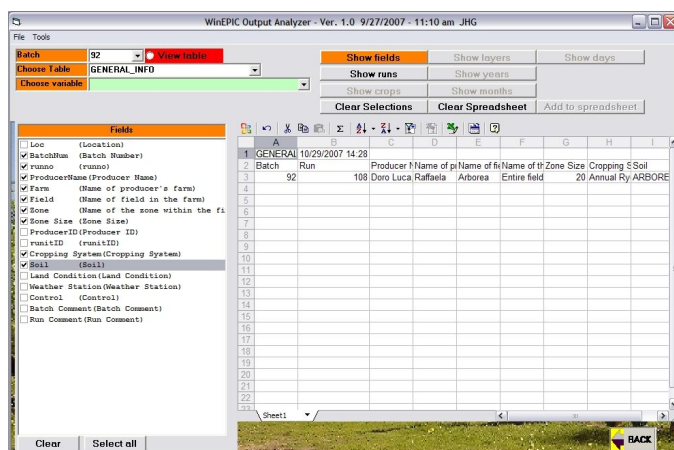 WinEPIC Output Analyzer - Ver. 1.0 9/27/2007 - 11:10 am JHG
File Tools
Batch 92 View table
Choose Table GENERAL_INFO
Choose variable
Show fields Show layers Show days
Show runs Show years
Show crops Show months
Clear Selections Clear Spreadsheet Add to spreadsheet
Fields
Loc (Location)
BatchNum (Batch Number)
runno (runno)
ProducerName (Producer Name)
Farm (Name of producer's farm)
Field (Name of field in the farm)
Zone (Name of the zone within the fi
Zone Size (Zone Size)
ProducerID (Producer ID)
runitID (runitID)
Cropping System (Cropping System)
Soil (Soil)
Land Condition (Land Condition)
Weather Station (Weather Station)
Control (Control)
Batch Comment (Batch Comment)
Run Comment (Run Comment)
Clear Select all
A B C D E F G H I
1 GENERAL 10/29/2007 14:28
2 Batch Run Producer N Name of pr Name of fie Name of th Zone Size Cropping S Soil
3 92 108 Doro Luca Raffaela Arborea Entire field 20 Annual Ry ARBORE
4
5
6
7
8
9
10
11
12
13
14
15
16
17
18
19
20
21
22
23
Sheet1
BACK